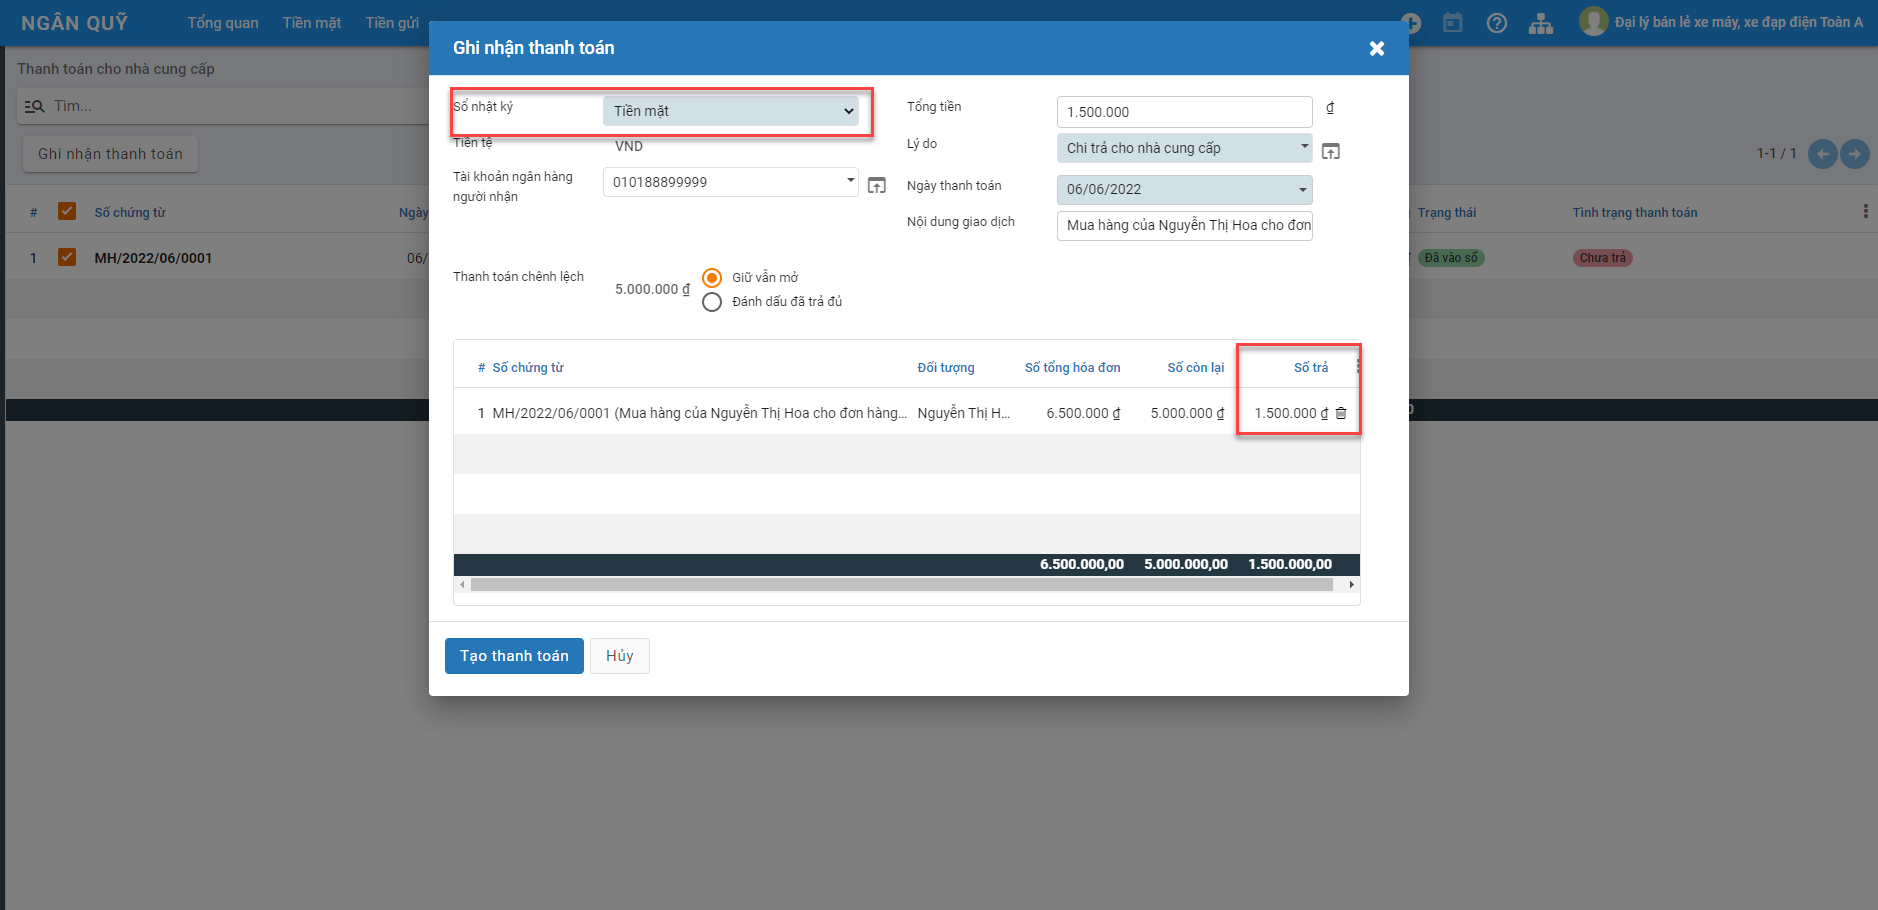 NGÂN QUỸ Tổng quan Tiền mặt Tiền gửi Đại lý bán lẻ xe máy, xe đạp điện Toàn A
Thanh toán cho nhà cung cấp
Tìm...
Ghi nhận thanh toán
1-1 / 1
# Số chứng từ Ngày Trạng thái Tình trạng thanh toán
1 MH/2022/06/0001 06/ Đã vào sổ Chưa trả
Ghi nhận thanh toán
Sổ nhật ký Tiền mặt
Tiền tệ VND
Tài khoản ngân hàng
người nhận
010188899999
Tổng tiền 1.500.000 ₫
Lý do Chi trả cho nhà cung cấp
Ngày thanh toán 06/06/2022
Nội dung giao dịch Mua hàng của Nguyễn Thị Hoa cho đơn
Thanh toán chênh lệch 5.000.000 ₫
Giữ vẫn mở
Đánh dấu đã trả đủ
# Số chứng từ Đối tượng Số tổng hóa đơn Số còn lại Số trả
1 MH/2022/06/0001 (Mua hàng của Nguyễn Thị Hoa cho đơn hàng... Nguyễn Thị H... 6.500.000 ₫ 5.000.000 ₫ 1.500.000 ₫
6.500.000,00 5.000.000,00 1.500.000,00
Tạo thanh toán Hủy